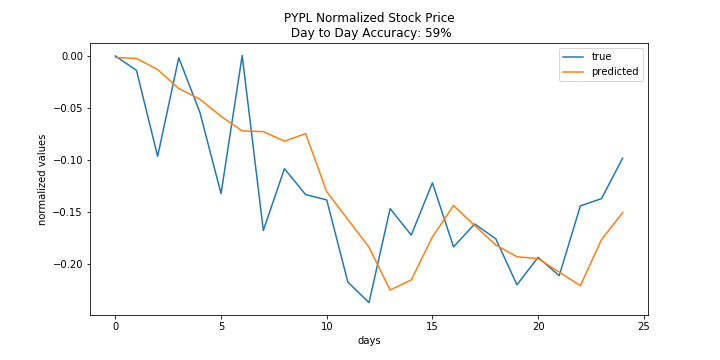 PYPL Normalized Stock Price
Day to Day Accuracy: 59%
true
predicted
normalized values
0.00
−0.05
−0.10
−0.15
−0.20
0
5
10
15
20
25
days